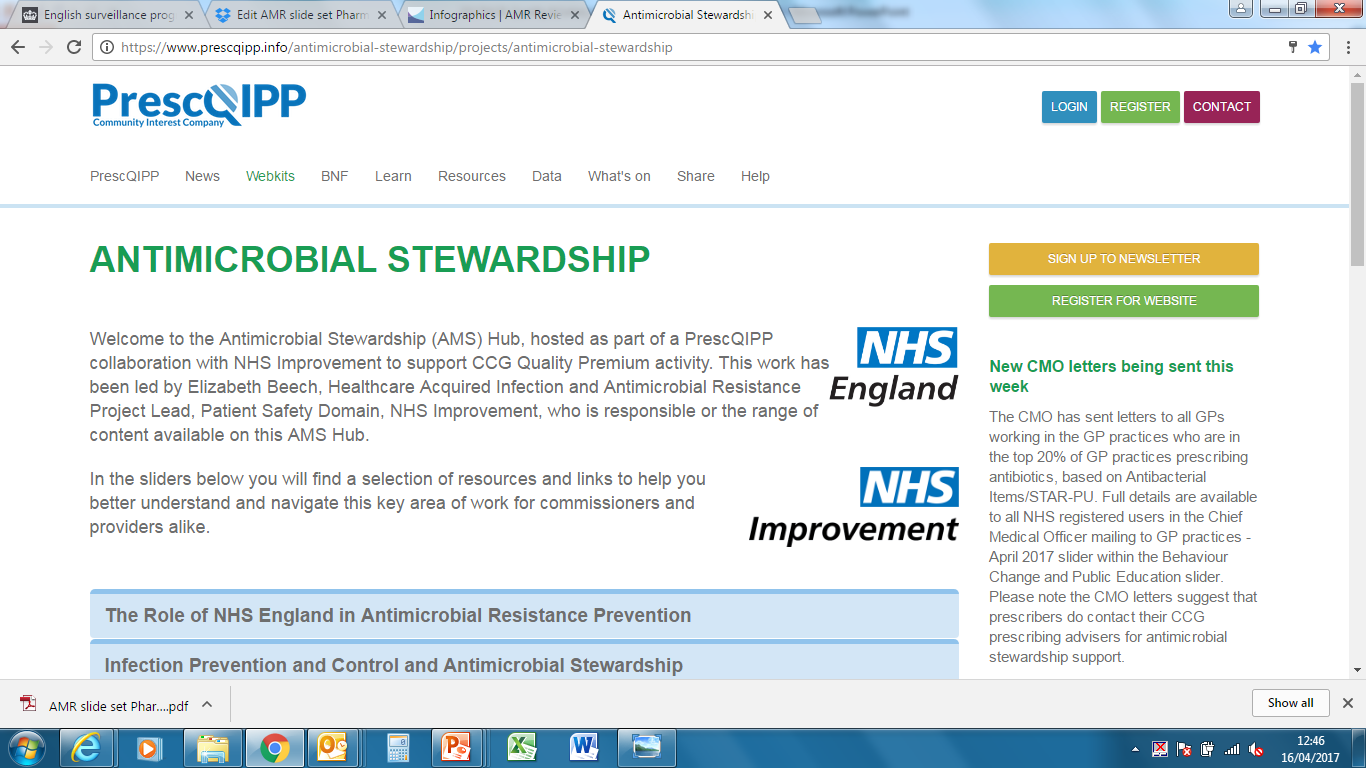 English surveillance prog
Edit AMR slide set Pharm
Infographics | AMR Revie
Antimicrobial Stewardshi
https://www.prescqipp.info/antimicrobial-stewardship/projects/antimicrobial-stewardship
PrescQIPP
Community Interest Company
LOGIN
REGISTER
CONTACT
PrescQIPP
News
Webkits
BNF
Learn
Resources
Data
What's on
Share
Help
ANTIMICROBIAL STEWARDSHIP
Welcome to the Antimicrobial Stewardship (AMS) Hub, hosted as part of a PrescQIPP
collaboration with NHS Improvement to support CCG Quality Premium activity. This work has
been led by Elizabeth Beech, Healthcare Acquired Infection and Antimicrobial Resistance
Project Lead, Patient Safety Domain, NHS Improvement, who is responsible or the range of
content available on this AMS Hub.
NHS
England
In the sliders below you will find a selection of resources and links to help you
better understand and navigate this key area of work for commissioners and
providers alike.
NHS
Improvement
The Role of NHS England in Antimicrobial Resistance Prevention
Infection Prevention and Control and Antimicrobial Stewardship
SIGN UP TO NEWSLETTER
REGISTER FOR WEBSITE
New CMO letters being sent this
week
The CMO has sent letters to all GPs
working in the GP practices who are in
the top 20% of GP practices prescribing
antibiotics, based on Antibacterial
Items/STAR-PU. Full details are available
to all NHS registered users in the Chief
Medical Officer mailing to GP practices -
April 2017 slider within the Behaviour
Change and Public Education slider.
Please note the CMO letters suggest that
prescribers do contact their CCG
prescribing advisers for antimicrobial
stewardship support.
AMR slide set Phar....pdf
Show all
12:46
16/04/2017